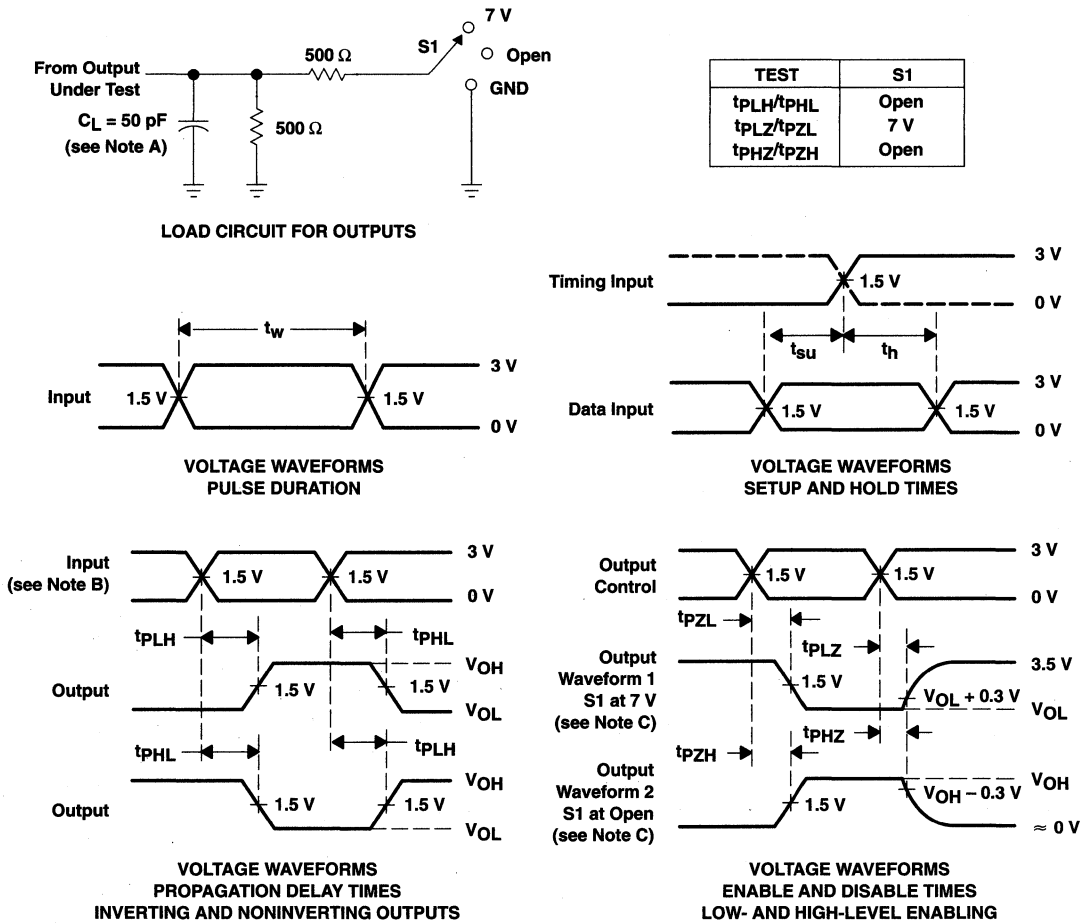 7 V
S1
Open
GND
500 Ω
From Output
Under Test
CL = 50 pF
(see Note A)
500 Ω
LOAD CIRCUIT FOR OUTPUTS
TEST S1
tPLH/tPHL Open
tPLZ/tPZL 7 V
tPHZ/tPZH Open
tw
Input
1.5 V
1.5 V
3 V
0 V
VOLTAGE WAVEFORMS
PULSE DURATION
Timing Input
1.5 V
3 V
0 V
tsu
th
Data Input
1.5 V
1.5 V
3 V
0 V
VOLTAGE WAVEFORMS
SETUP AND HOLD TIMES
Input
(see Note B)
1.5 V
1.5 V
3 V
0 V
tPLH
tPHL
Output
1.5 V
1.5 V
VOH
VOL
tPHL
tPLH
Output
1.5 V
1.5 V
VOH
VOL
VOLTAGE WAVEFORMS
PROPAGATION DELAY TIMES
INVERTING AND NONINVERTING OUTPUTS
Output
Control
1.5 V
1.5 V
3 V
0 V
tPZL
tPLZ
Output
Waveform 1
S1 at 7 V
(see Note C)
1.5 V
3.5 V
VOL + 0.3 V
VOL
tPZH
tPHZ
Output
Waveform 2
S1 at Open
(see Note C)
1.5 V
VOH
VOH – 0.3 V
≈ 0 V
VOLTAGE WAVEFORMS
ENABLE AND DISABLE TIMES
LOW- AND HIGH-LEVEL ENABLING